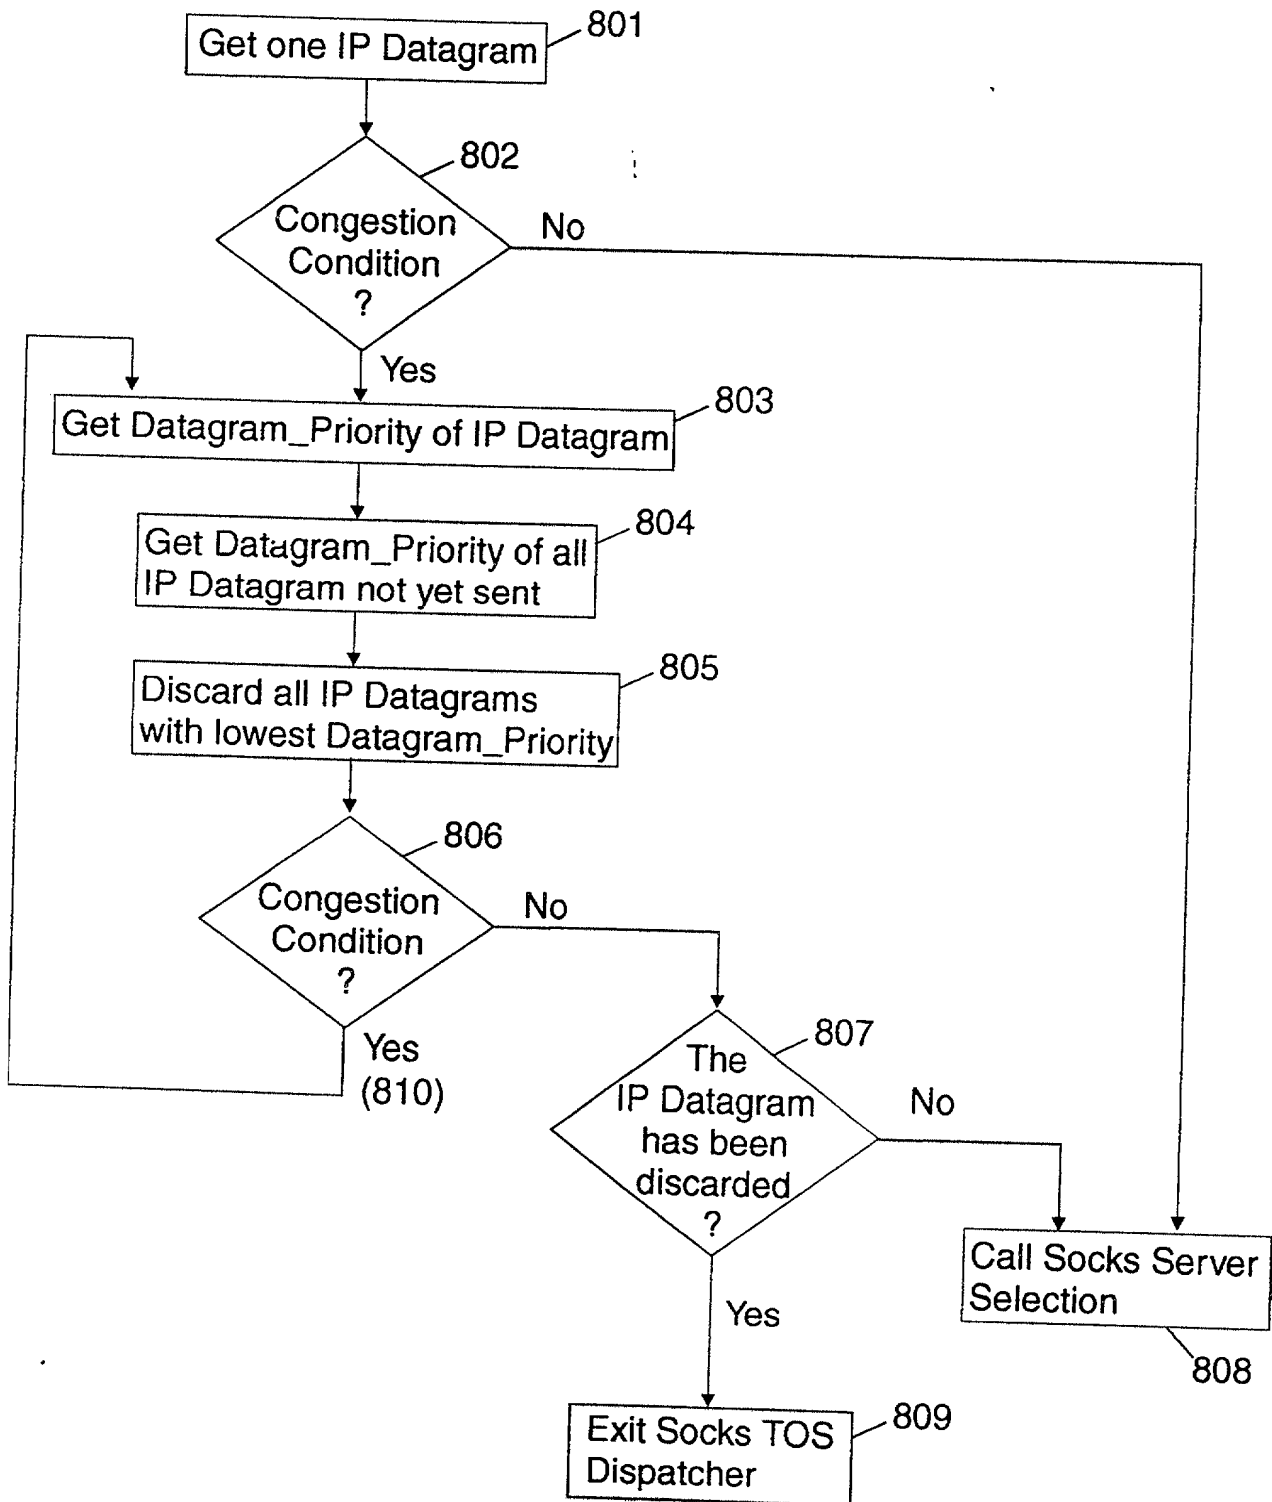 Get one IP Datagram
801
802
Congestion
Condition
?
No
Yes
803
Get Datagram_Priority of IP Datagram
804
Get Datagram_Priority of all
IP Datagram not yet sent
805
Discard all IP Datagrams
with lowest Datagram_Priority
806
Congestion
Condition
?
No
Yes
(810)
807
The
IP Datagram
has been
discarded
?
No
Yes
Call Socks Server
Selection
808
809
Exit Socks TOS
Dispatcher